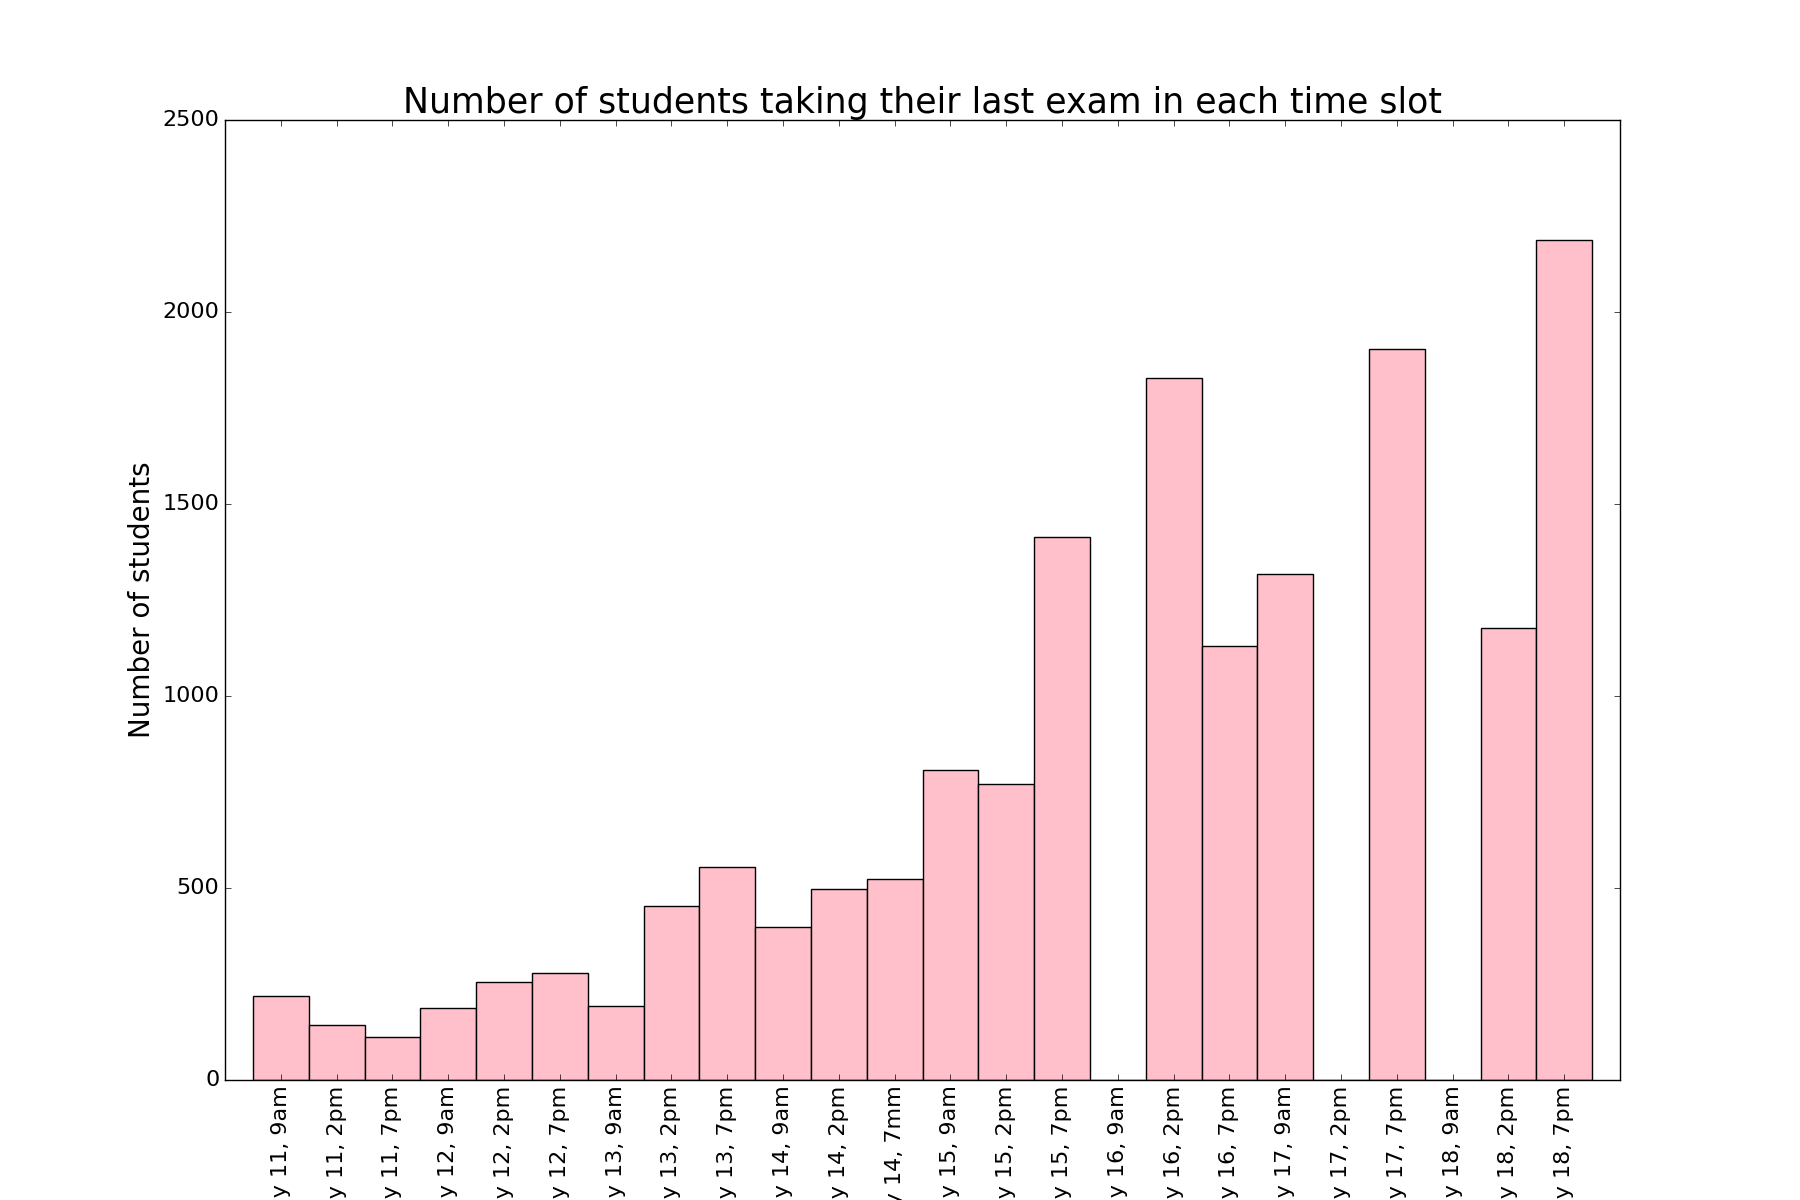 Number of students taking their last exam in each time slot
Number of students
2500
2000
1500
1000
500
0
y 11, 9am
y 11, 2pm
y 11, 7pm
y 12, 9am
y 12, 2pm
y 12, 7pm
y 13, 9am
y 13, 2pm
y 13, 7pm
y 14, 9am
y 14, 2pm
y 14, 7mm
y 15, 9am
y 15, 2pm
y 15, 7pm
y 16, 9am
y 16, 2pm
y 16, 7pm
y 17, 9am
y 17, 2pm
y 17, 7pm
y 18, 9am
y 18, 2pm
y 18, 7pm